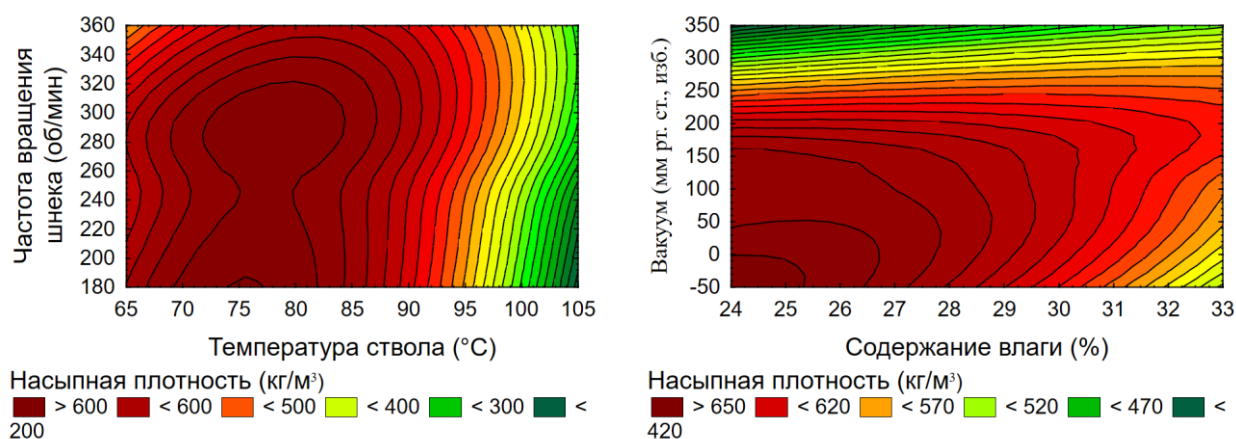 Частота вращения
шнека (об/мин)
360
340
320
300
280
260
240
220
200
180
65 70 75 80 85 90 95 100 105
Температура ствола (°C)
Насыпная плотность (кг/м³)
> 600 < 600 < 500 < 400 < 300 <
200
Вакуум (мм рт. ст., изб.)
350
300
250
200
150
100
50
0
-50
24 26 27 28 29 30 31 32 33
Содержание влаги (%)
Насыпная плотность (кг/м³)
> 650 < 620 < 570 < 520 < 470 <
420